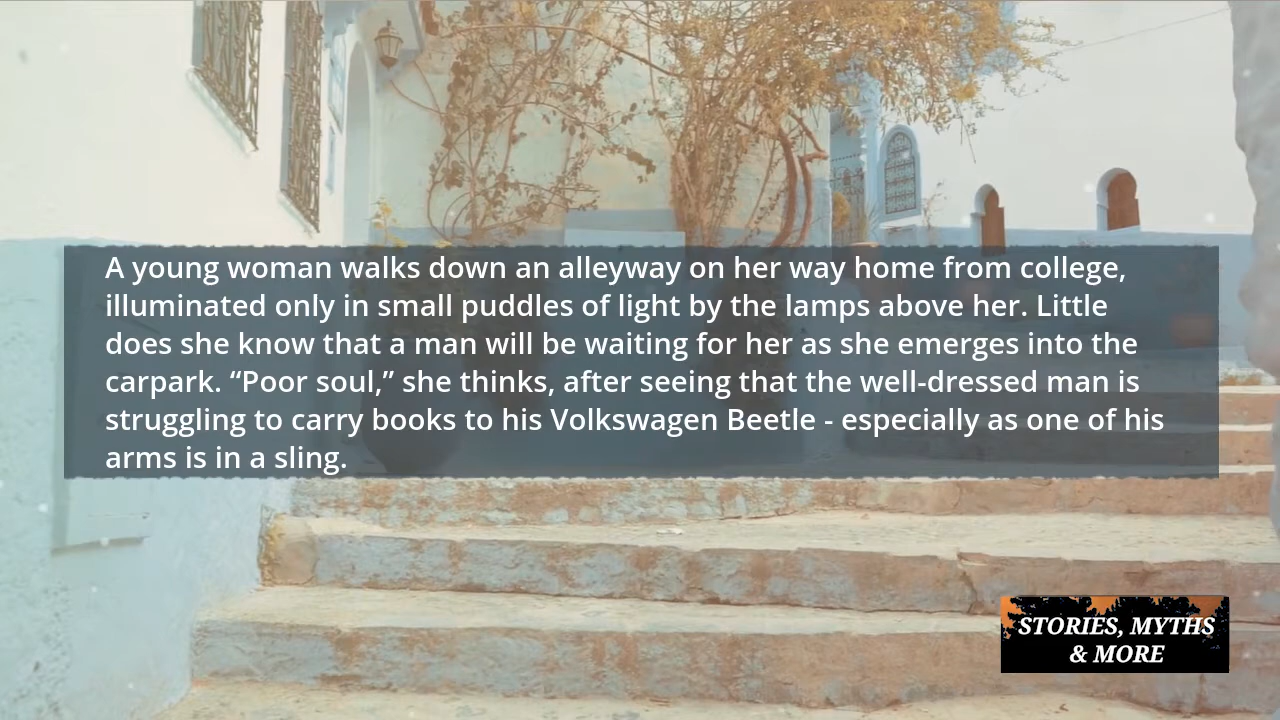 A young woman walks down an alleyway on her way home from college,
illuminated only in small puddles of light by the lamps above her. Little
does she know that a man will be waiting for her as she emerges into the
carpark. “Poor soul,” she thinks, after seeing that the well-dressed man is
struggling to carry books to his Volkswagen Beetle - especially as one of his
arms is in a sling.
STORIES, MYTHS
& MORE